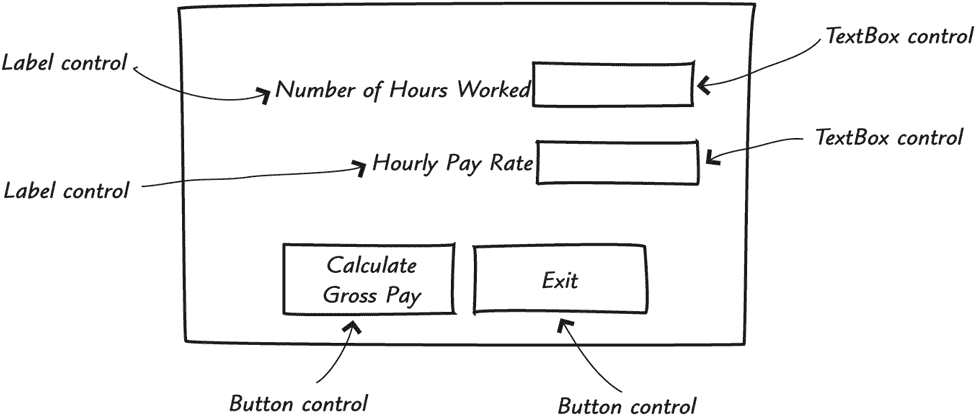 TextBox control
Label control
Number of Hours Worked
TextBox control
Hourly Pay Rate
Label control
Calculate
Gross Pay
Exit
Button control
Button control